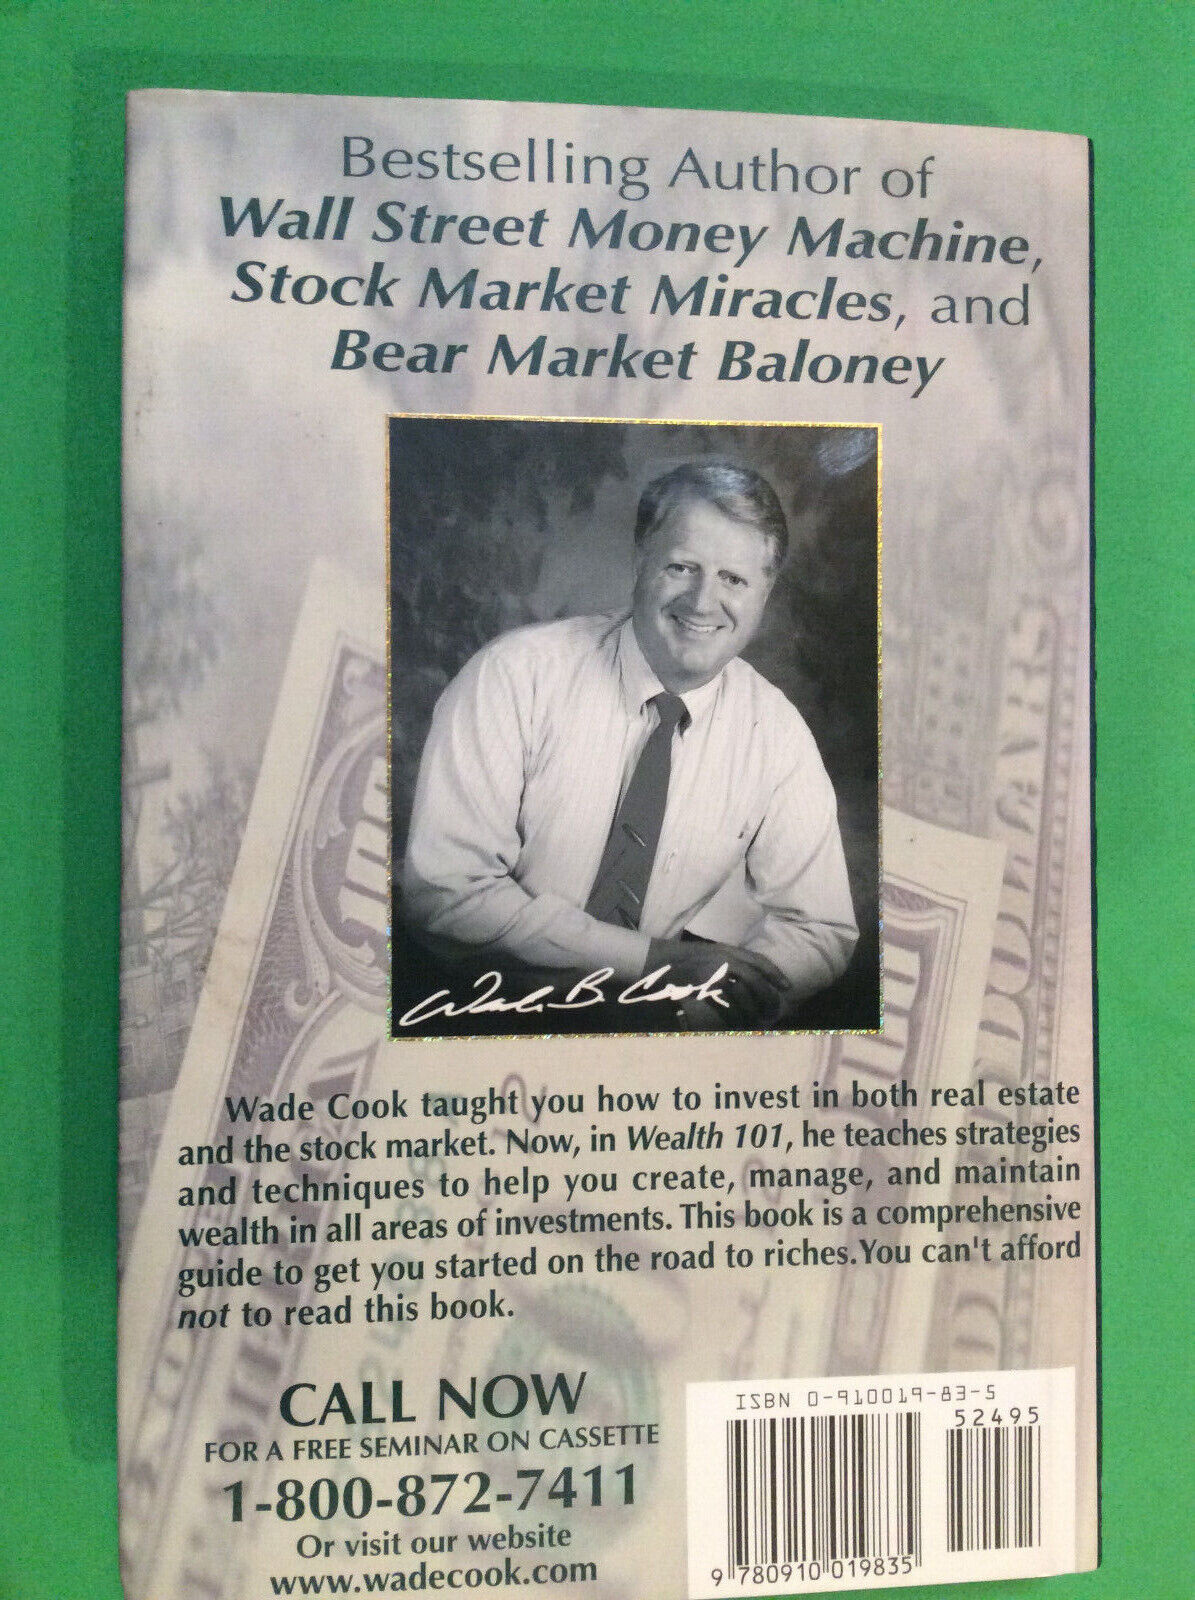 Bestselling Author of
Wall Street Money Machine,
Stock Market Miracles, and
Bear Market Baloney
Wade B. Cook
Wade Cook taught you how to invest in both real estate
and the stock market. Now, in Wealth 101, he teaches strategies
and techniques to help you create, manage, and maintain
wealth in all areas of investments. This book is a comprehensive
guide to get you started on the road to riches. You can't afford
not to read this book.
CALL NOW
FOR A FREE SEMINAR ON CASSETTE
1-800-872-7411
Or visit our website
www.wadecook.com
ISBN 0-910019-83-5
52495
9 780910 019835